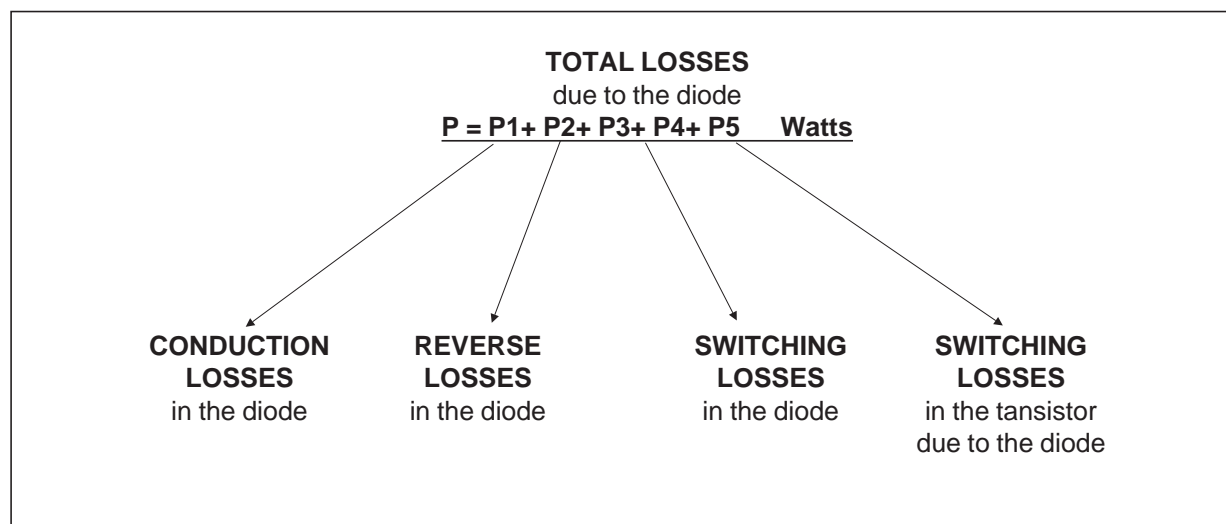 TOTAL LOSSES
due to the diode
P = P1+ P2+ P3+ P4+ P5 Watts
CONDUCTION
LOSSES
in the diode
REVERSE
LOSSES
in the diode
SWITCHING
LOSSES
in the diode
SWITCHING
LOSSES
in the tansistor
due to the diode